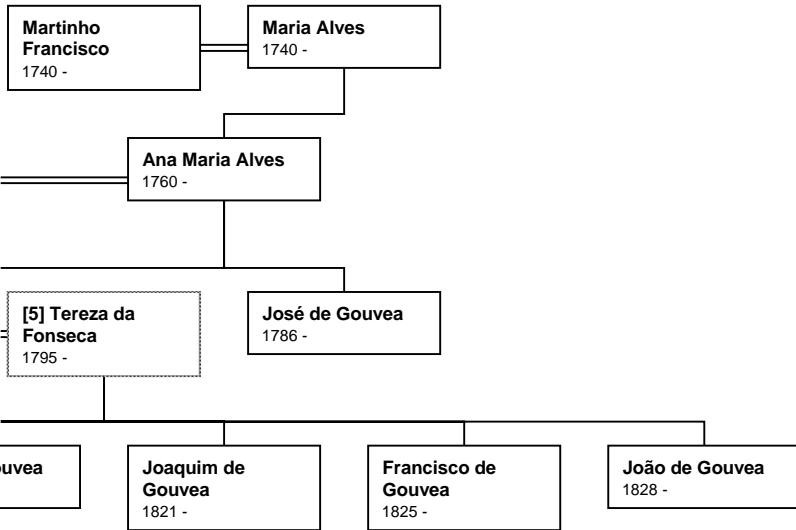 Martinho
Francisco
1740 -
Maria Alves
1740 -
Ana Maria Alves
1760 -
[5] Tereza da
Fonseca
1795 -
José de Gouvea
1786 -
Joaquim de
Gouvea
1821 -
Francisco de
Gouvea
1825 -
João de Gouvea
1828 -